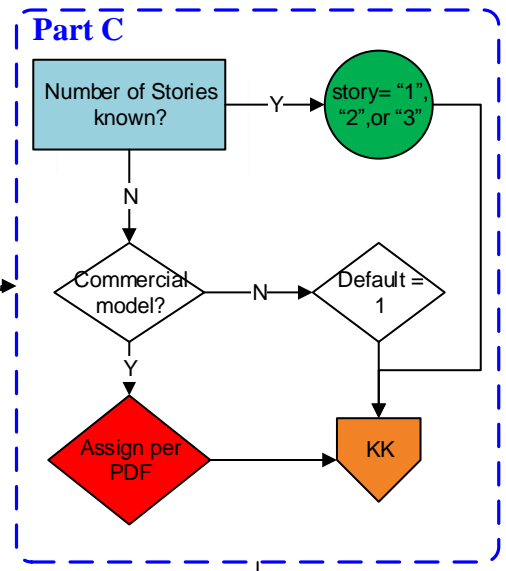 Part C
Number of Stories
known?
Y
story= “1”,
“2”,or “3”
N
Commercial
model?
N
Default =
1
Y
Assign per
PDF
KK